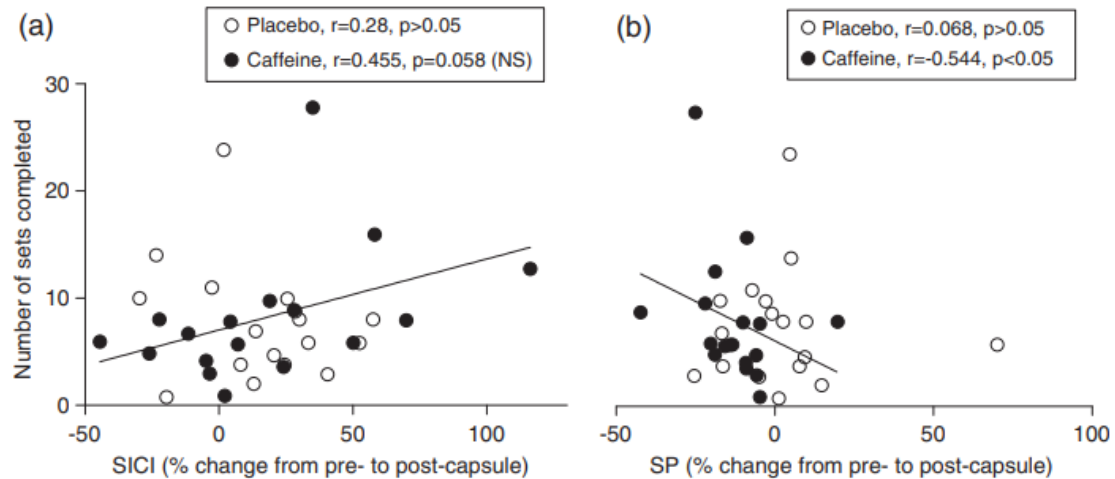 (a)
Placebo, r=0.28, p>0.05
Caffeine, r=0.455, p=0.058 (NS)
Number of sets completed
30
20
10
0
-50
0
50
100
SICI (% change from pre- to post-capsule)
(b)
Placebo, r=0.068, p>0.05
Caffeine, r=-0.544, p<0.05
-50
0
50
100
SP (% change from pre- to post-capsule)